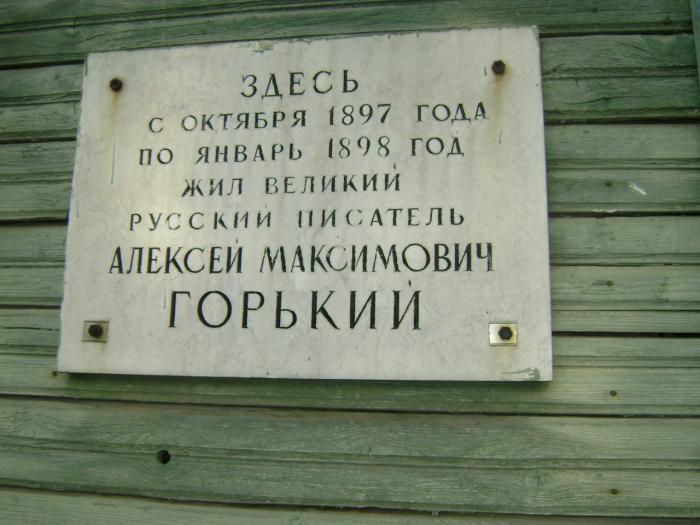 ЗДЕСЬ
С ОКТЯБРЯ 1897 ГОДА
ПО ЯНВАРЬ 1898 ГОД
ЖИЛ ВЕЛИКИЙ
РУССКИЙ ПИСАТЕЛЬ
АЛЕКСЕЙ МАКСИМОВИЧ
ГОРЬКИЙ